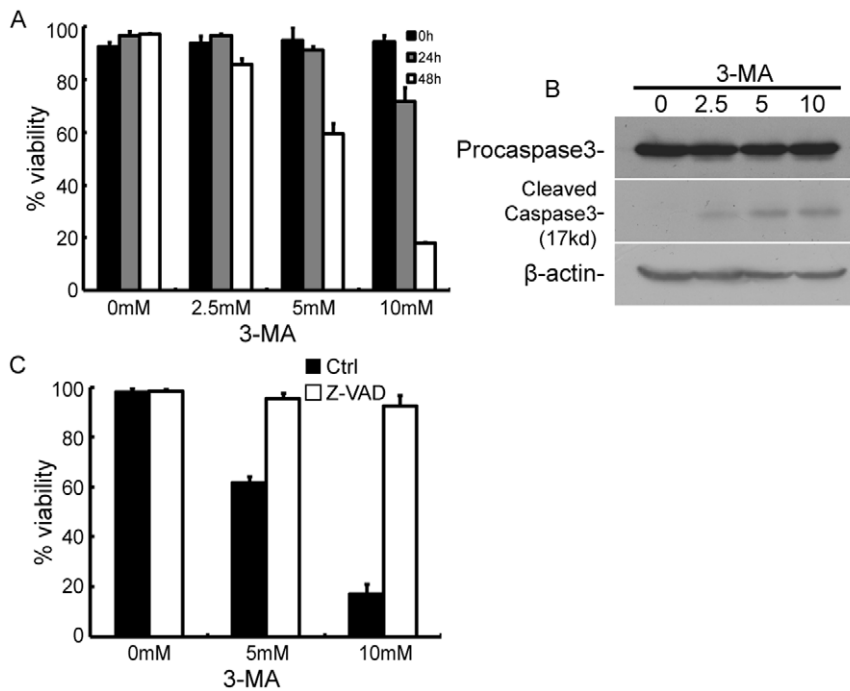 A
100
80
60
40
20
0
% viability
0h
24h
48h
0mM 2.5mM 5mM 10mM
3-MA
B
3-MA
0 2.5 5 10
Procaspase3-
Cleaved
Caspase3-
(17kd)
β-actin-
C
Ctrl
Z-VAD
100
80
60
40
20
0
% viability
0mM 5mM 10mM
3-MA